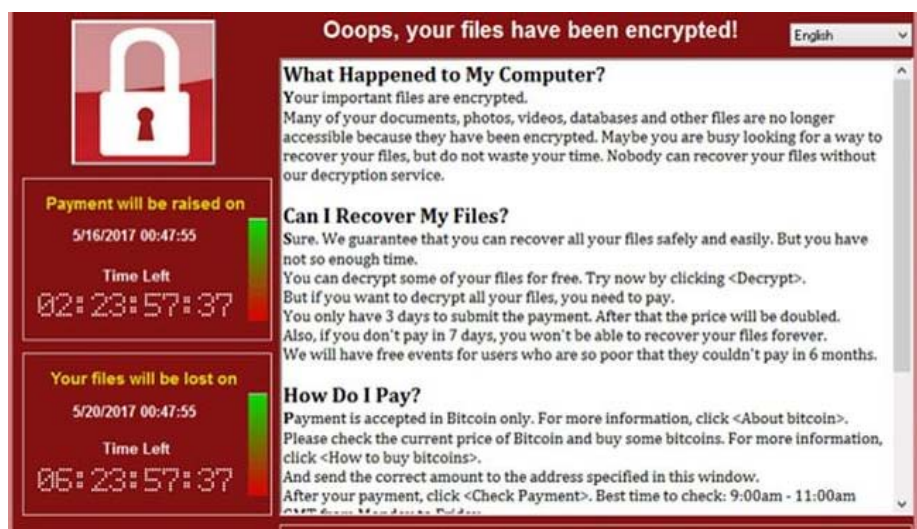 Ooops, your files have been encrypted!
English
What Happened to My Computer?
Your important files are encrypted.
Many of your documents, photos, videos, databases and other files are no longer
accessible because they have been encrypted. Maybe you are busy looking for a way to
recover your files, but do not waste your time. Nobody can recover your files without
our decryption service.
Can I Recover My Files?
Sure. We guarantee that you can recover all your files safely and easily. But you have
not so enough time.
You can decrypt some of your files for free. Try now by clicking <Decrypt>.
But if you want to decrypt all your files, you need to pay.
You only have 3 days to submit the payment. After that the price will be doubled.
Also, if you don't pay in 7 days, you won't be able to recover your files forever.
We will have free events for users who are so poor that they couldn't pay in 6 months.
How Do I Pay?
Payment is accepted in Bitcoin only. For more information, click <About bitcoin>.
Please check the current price of Bitcoin and buy some bitcoins. For more information,
click <How to buy bitcoins>.
And send the correct amount to the address specified in this window.
After your payment, click <Check Payment>. Best time to check: 9:00am - 11:00am
GMT from Monday to Friday
Payment will be raised on
5/16/2017 00:47:55
Time Left
02:23:57:37
Your files will be lost on
5/20/2017 00:47:55
Time Left
06:23:57:37